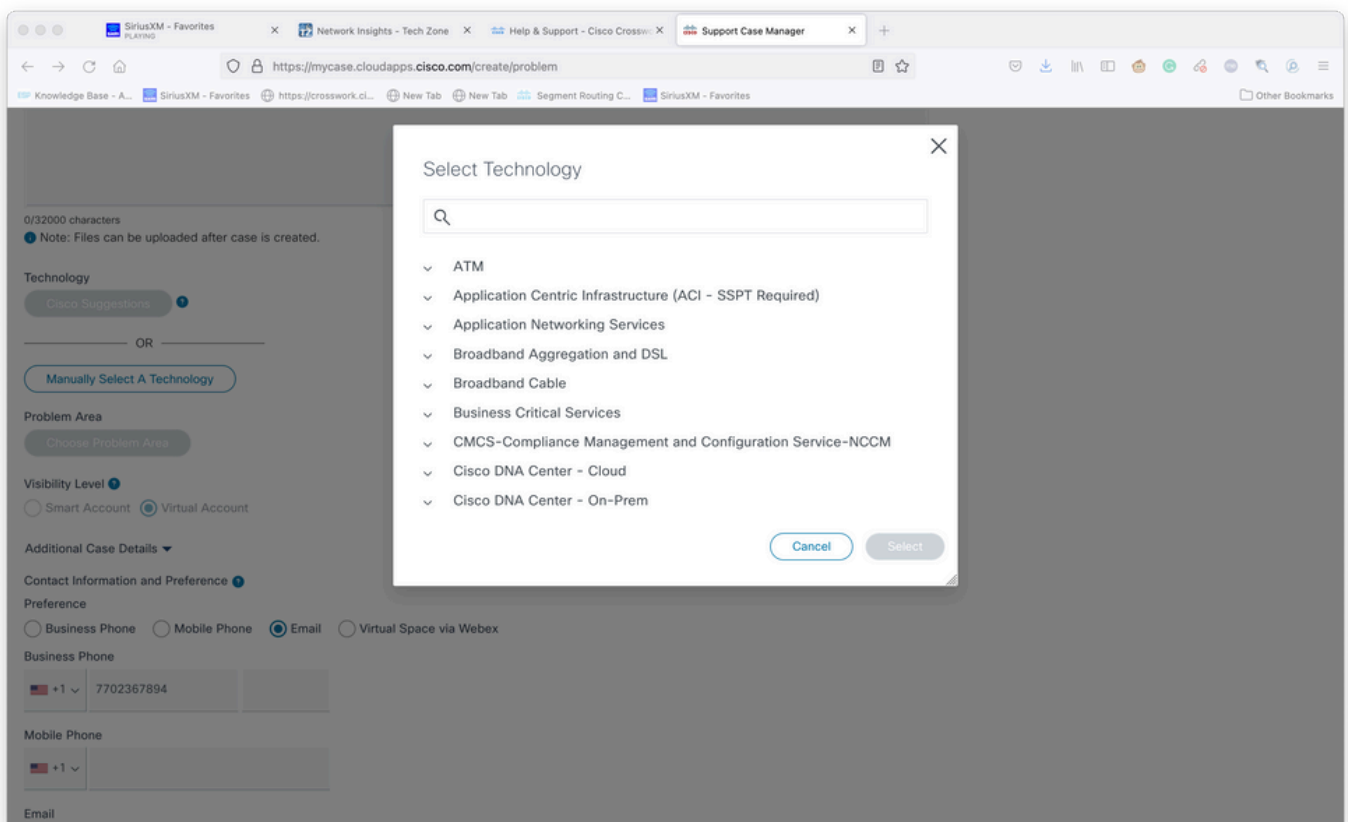 SiriusXM - Favorites
PLAYING
Network Insights - Tech Zone
Help & Support - Cisco Crosswo
Support Case Manager
https://mycase.cloudapps.cisco.com/create/problem
Knowledge Base - A...
SiriusXM - Favorites
https://crosswork.ci...
New Tab
New Tab
Segment Routing C...
SiriusXM - Favorites
Other Bookmarks
Select Technology
ATM
Application Centric Infrastructure (ACI - SSPT Required)
Application Networking Services
Broadband Aggregation and DSL
Broadband Cable
Business Critical Services
CMCS-Compliance Management and Configuration Service-NCCM
Cisco DNA Center - Cloud
Cisco DNA Center - On-Prem
Cancel
Select
0/32000 characters
Note: Files can be uploaded after case is created.
Technology
Cisco Suggestions
OR
Manually Select A Technology
Problem Area
Choose Problem Area
Visibility Level
Smart Account
Virtual Account
Additional Case Details
Contact Information and Preference
Preference
Business Phone
Mobile Phone
Email
Virtual Space via Webex
Business Phone
+1
7702367894
Mobile Phone
+1
Email